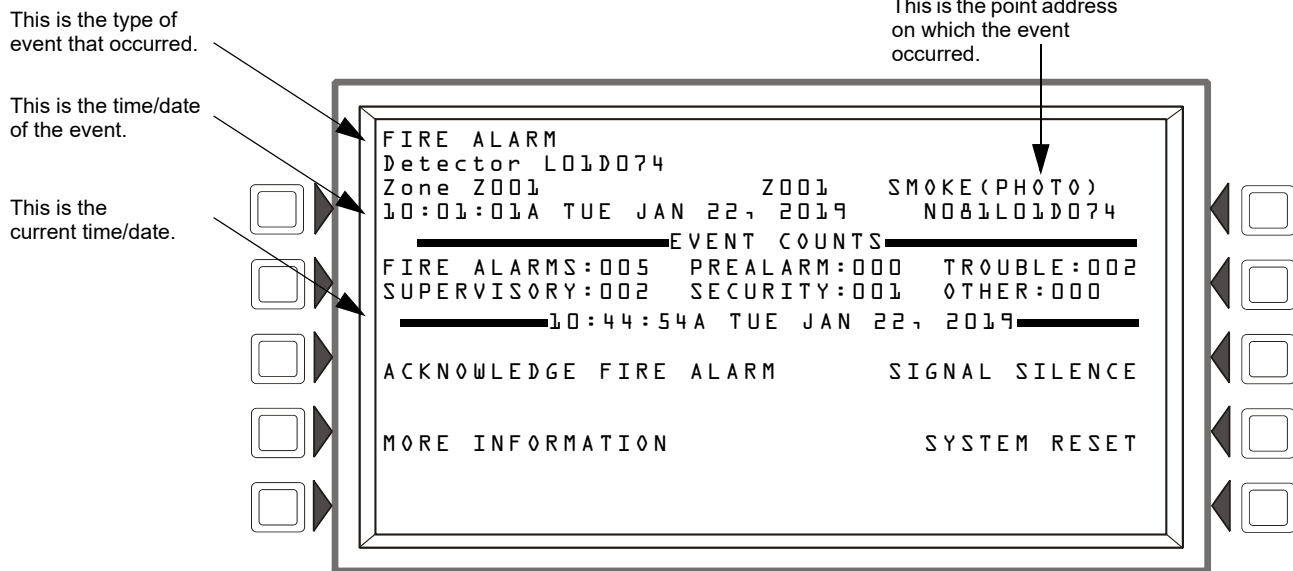 This is the type of
event that occurred.
This is the point address
on which the event
occurred.
This is the time/date
of the event.
This is the
current time/date.
FIRE ALARM
Detector L01D074
Zone Z001 Z001 SMOKE(PHOTO)
10:01:01A TUE JAN 22, 2019 N081L01D074
EVENT COUNTS
FIRE ALARMS:005 PREALARM:000 TROUBLE:002
SUPERVISORY:002 SECURITY:001 OTHER:000
10:44:54A TUE JAN 22, 2019
ACKNOWLEDGE FIRE ALARM SIGNAL SILENCE
MORE INFORMATION SYSTEM RESET